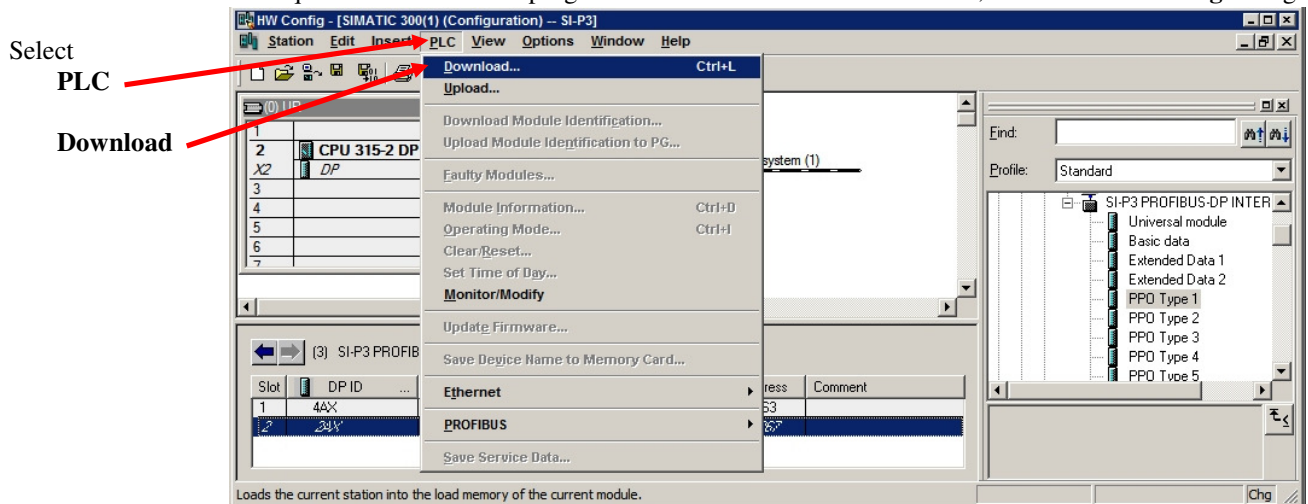 HW Config - [SIMATIC 300(1) (Configuration) -- SI-P3]
Station Edit Insert PLC View Options Window Help
Select
PLC
Download
Download... Ctrl+L
Upload...
Download Module Identification...
Upload Module Identification to PG...
Faulty Modules...
Module Information... Ctrl+D
Operating Mode... Ctrl+I
Clear/Reset...
Set Time of Day...
Monitor/Modify
Update Firmware...
Save Device Name to Memory Card...
Ethernet
PROFIBUS
Save Service Data...
(0) UR
1
2 CPU 315-2 DP
X2 DP
3
4
5
6
7
system (1)
(3) SI-P3 PROFIB
Slot DP ID ... ress Comment
1 4AX 63
2 24X 267
Find:
Profile: Standard
SI-P3 PROFIBUS-DP INTER
Universal module
Basic data
Extended Data 1
Extended Data 2
PPO Type 1
PPO Type 2
PPO Type 3
PPO Type 4
PPO Type 5
Loads the current station into the load memory of the current module.
Chg